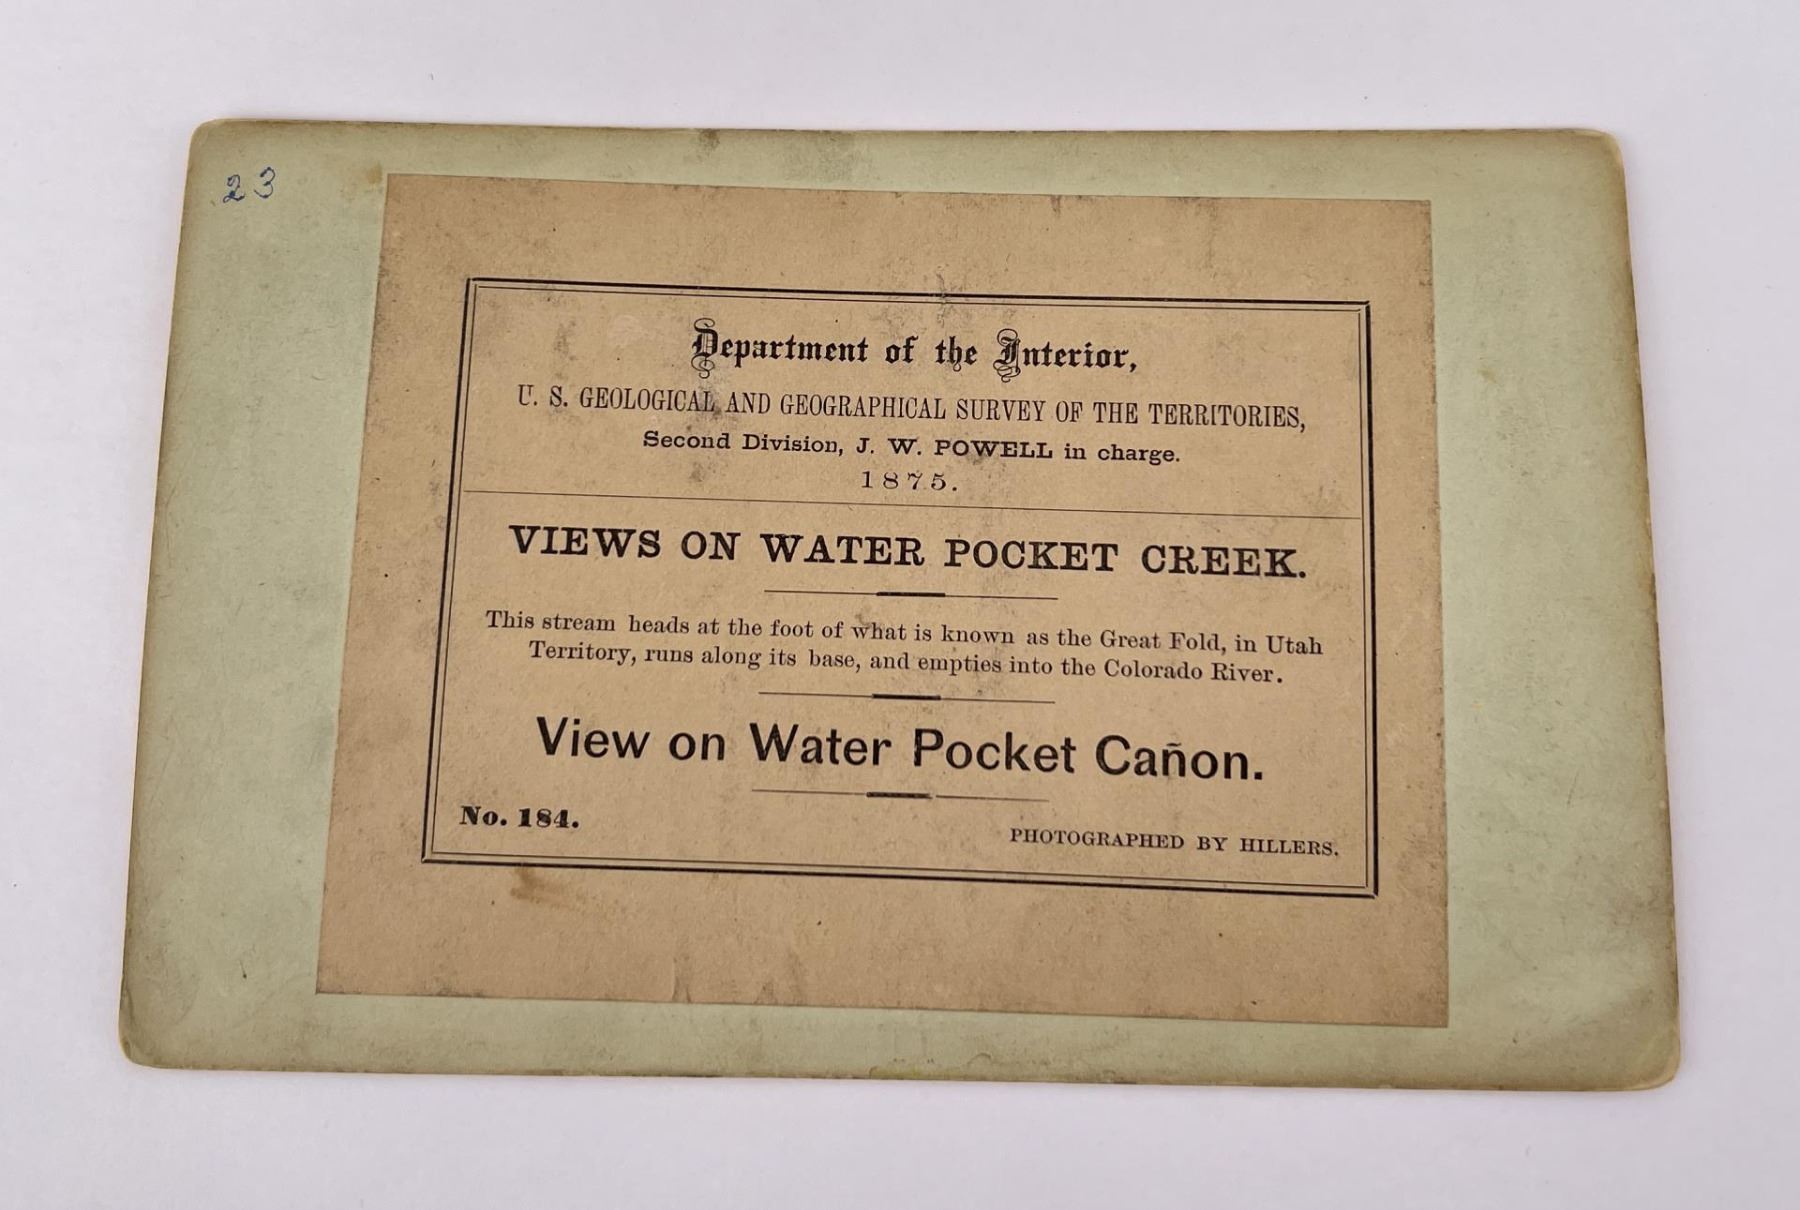 23
Department of the Interior,
U. S. GEOLOGICAL AND GEOGRAPHICAL SURVEY OF THE TERRITORIES,
Second Division, J. W. POWELL in charge.
1875.
VIEWS ON WATER POCKET CREEK.
This stream heads at the foot of what is known as the Great Fold, in Utah
Territory, runs along its base, and empties into the Colorado River.
View on Water Pocket Cañon.
No. 184.
PHOTOGRAPHED BY HILLERS.